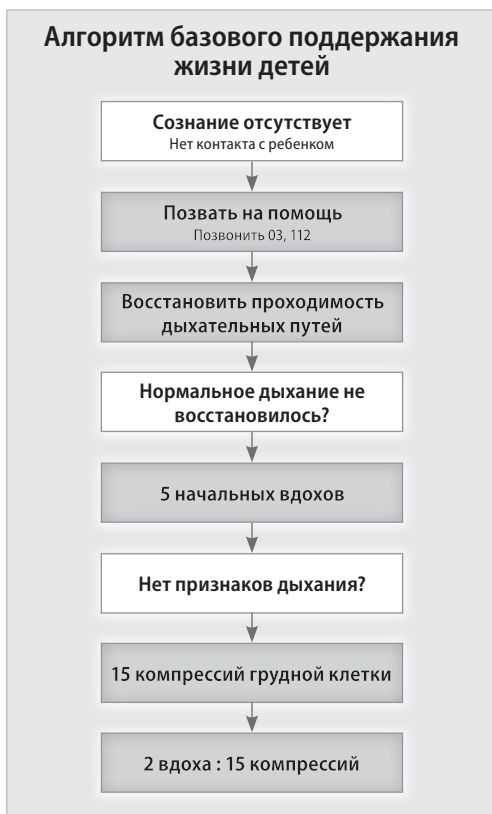 Алгоритм базового поддержания
жизни детей
Сознание отсутствует
Нет контакта с ребенком
Позвать на помощь
Позвонить 03, 112
Восстановить проходимость
дыхательных путей
Нормальное дыхание не
восстановилось?
5 начальных вдохов
Нет признаков дыхания?
15 компрессий грудной клетки
2 вдоха : 15 компрессий